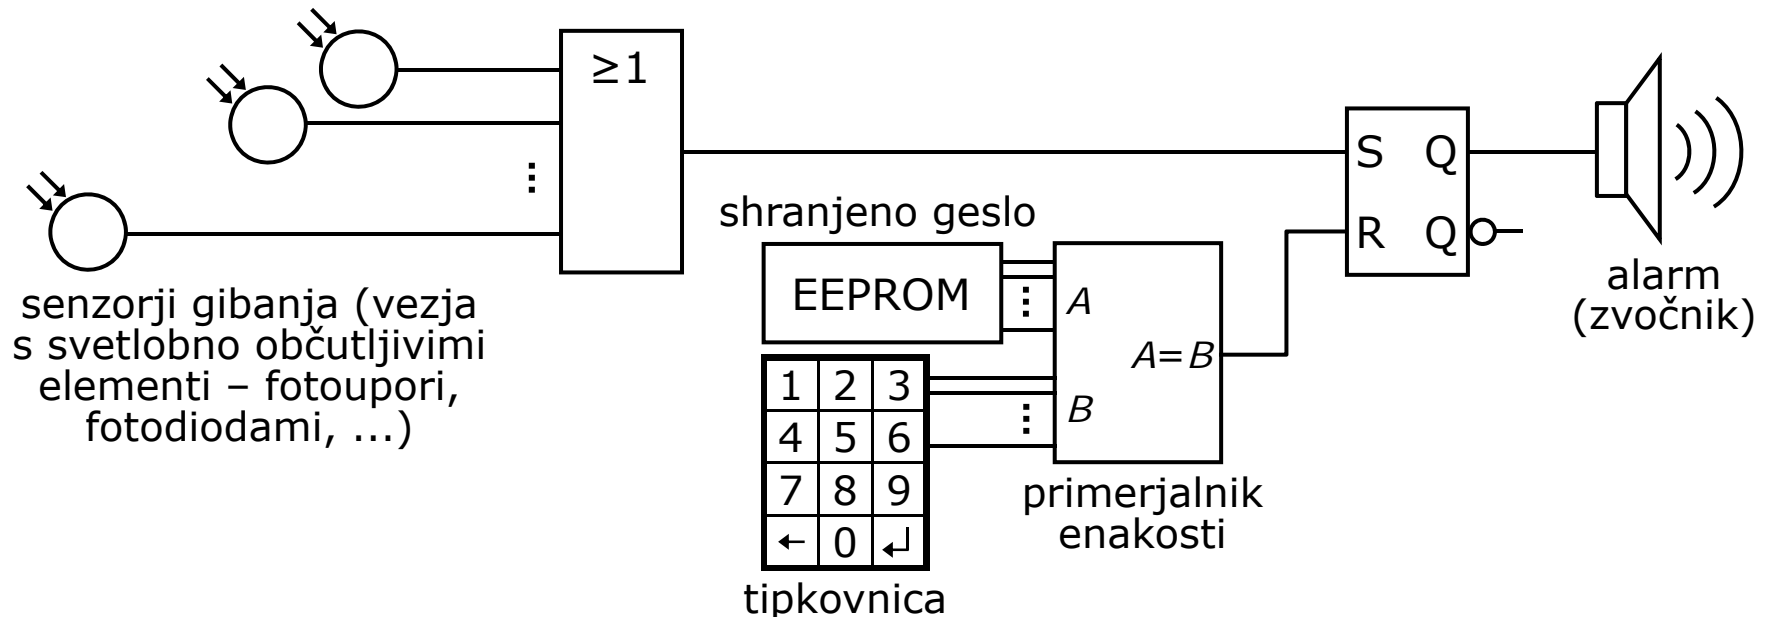 ≥1
S Q
R Q
shranjeno geslo
EEPROM
A
B
A=B
1 2 3
4 5 6
7 8 9
← 0 ↵
tipkovnica
primerjalnik
enakosti
senzorji gibanja (vezja
s svetlobno občutljivimi
elementi – fotoupori,
fotodiodami, ...)
alarm
(zvočnik)